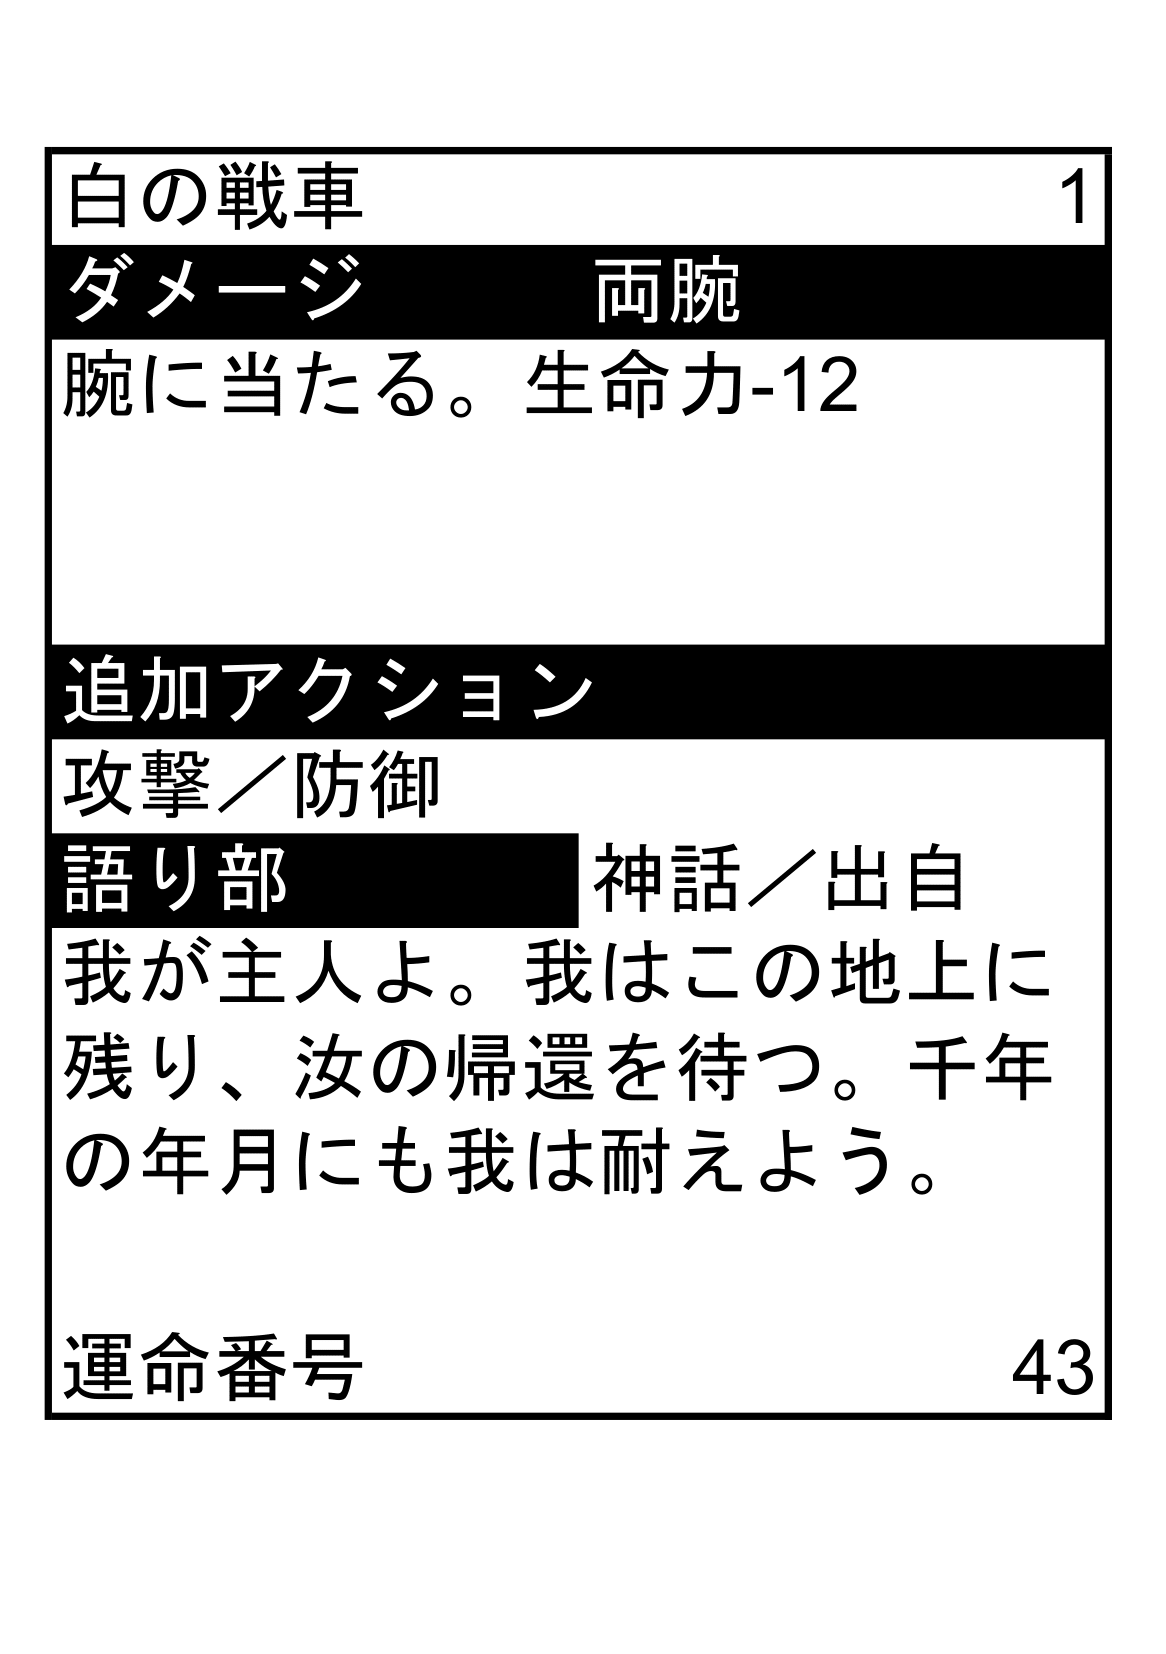 白の戦車 1
ダメージ 両腕
腕に当たる。生命力-12
追加アクション
攻撃／防御
語り部 神話／出自
我が主人よ。我はこの地上に
残り、汝の帰還を待つ。千年
の年月にも我は耐えよう。
運命番号 43